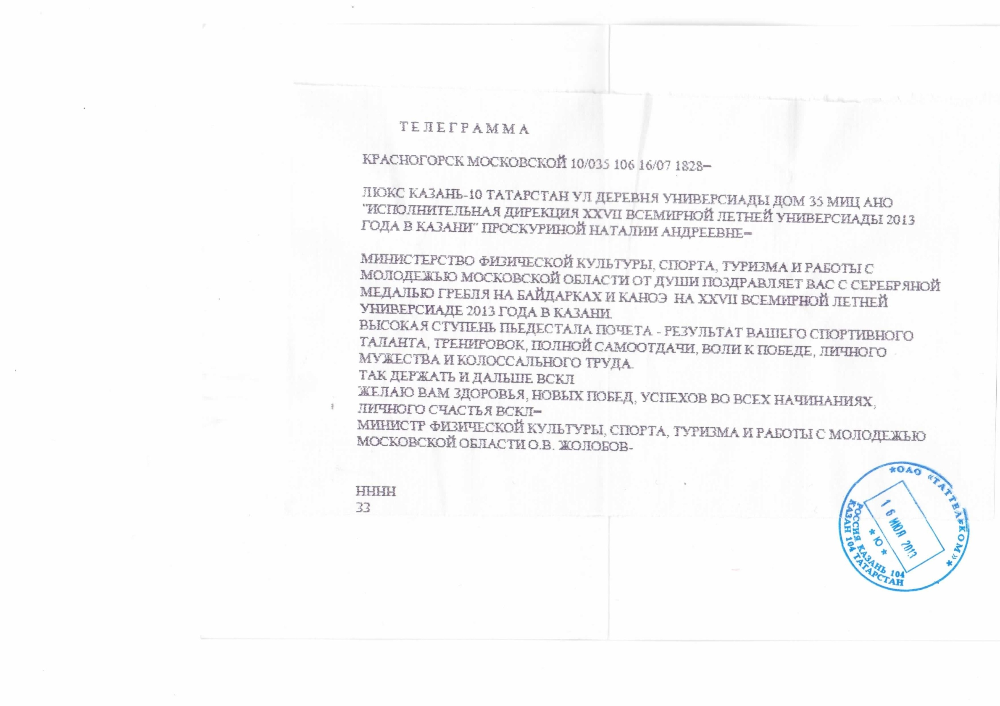 ТЕЛЕГРАММА
КРАСНОГОРСК МОСКОВСКОЙ 10/035 106 16/07 1828=
ЛЮКС КАЗАНЬ-10 ТАТАРСТАН УЛ ДЕРЕВНЯ УНИВЕРСИАДЫ ДОМ 35 МИЦ АНО
"ИСПОЛНИТЕЛЬНАЯ ДИРЕКЦИЯ XXVII ВСЕМИРНОЙ ЛЕТНЕЙ УНИВЕРСИАДЫ 2013
ГОДА В КАЗАНИ" ПРОСКУРИНОЙ НАТАЛИИ АНДРЕЕВНЕ=
МИНИСТЕРСТВО ФИЗИЧЕСКОЙ КУЛЬТУРЫ, СПОРТА, ТУРИЗМА И РАБОТЫ С
МОЛОДЕЖЬЮ МОСКОВСКОЙ ОБЛАСТИ ОТ ДУШИ ПОЗДРАВЛЯЕТ ВАС С СЕРЕБРЯНОЙ
МЕДАЛЬЮ ГРЕБЛЯ НА БАЙДАРКАХ И КАНОЭ НА XXVII ВСЕМИРНОЙ ЛЕТНЕЙ
УНИВЕРСИАДЕ 2013 ГОДА В КАЗАНИ.
ВЫСОКАЯ СТУПЕНЬ ПЬЕДЕСТАЛА ПОЧЕТА - РЕЗУЛЬТАТ ВАШЕГО СПОРТИВНОГО
ТАЛАНТА, ТРЕНИРОВОК, ПОЛНОЙ САМООТДАЧИ, ВОЛИ К ПОБЕДЕ, ЛИЧНОГО
МУЖЕСТВА И КОЛОССАЛЬНОГО ТРУДА.
ТАК ДЕРЖАТЬ И ДАЛЬШЕ ВСКЛ
ЖЕЛАЮ ВАМ ЗДОРОВЬЯ, НОВЫХ ПОБЕД, УСПЕХОВ ВО ВСЕХ НАЧИНАНИЯХ,
ЛИЧНОГО СЧАСТЬЯ ВСКЛ=
МИНИСТР ФИЗИЧЕСКОЙ КУЛЬТУРЫ, СПОРТА, ТУРИЗМА И РАБОТЫ С МОЛОДЕЖЬЮ
МОСКОВСКОЙ ОБЛАСТИ О.В. ЖОЛОБОВ-
НННН
33
*ОАО «ТАТТЕЛЕКОМ»*
16 ИЮЛ 2013
*Ю*
РОССИЯ КАЗАНЬ 104
КАЗАН 104 ТАТАРСТАН